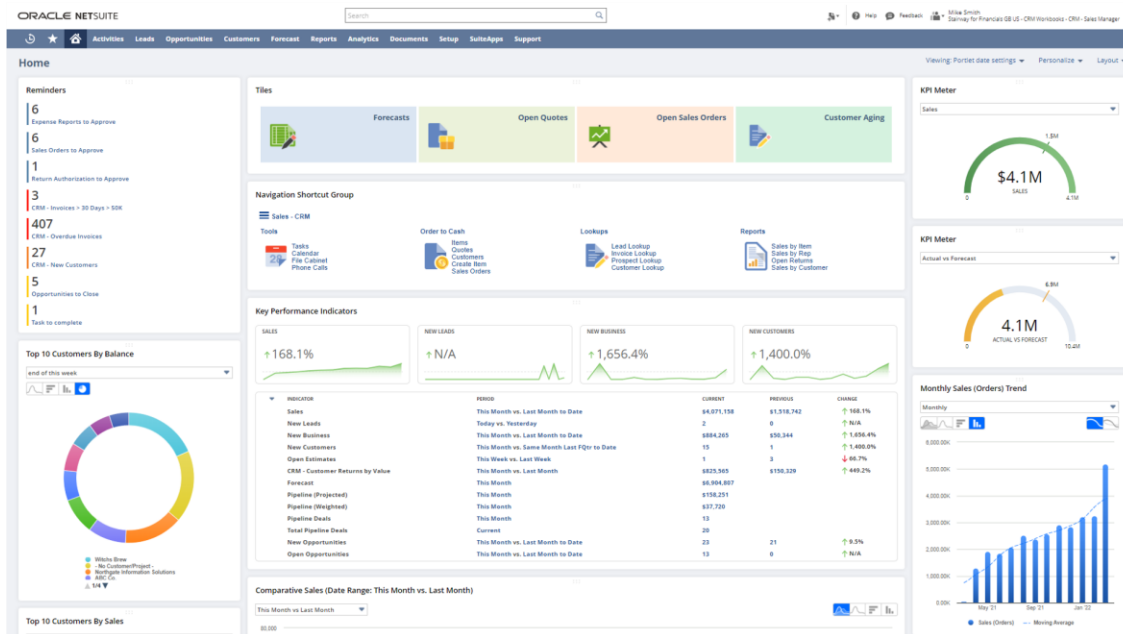 ORACLE NETSUITE
Search
Help
Feedback
Mike Smith
Stairway for Financials GB US - CRM Workbooks - CRM - Sales Manager
Activities Leads Opportunities Customers Forecast Reports Analytics Documents Setup SuiteApps Support
Home
Viewing: Portlet date settings Personalize Layout
Reminders
6
Expense Reports to Approve
6
Sales Orders to Approve
1
Return Authorization to Approve
3
CRM - Invoices > 30 Days > 50K
407
CRM - Overdue Invoices
27
CRM - New Customers
5
Opportunities to Close
1
Task to complete
Top 10 Customers By Balance
end of this week
Witchs Brew
- No Customer/Project -
Northgate Information Solutions
ABC Co.
1/4
Top 10 Customers By Sales
Tiles
Forecasts
Open Quotes
Open Sales Orders
Customer Aging
Navigation Shortcut Group
Sales - CRM
Tools
Tasks
Calendar
File Cabinet
Phone Calls
Order to Cash
Items
Quotes
Customers
Create Item
Sales Orders
Lookups
Lead Lookup
Invoice Lookup
Prospect Lookup
Customer Lookup
Reports
Sales by Item
Sales by Rep
Open Returns
Sales by Customer
Key Performance Indicators
SALES
168.1%
NEW LEADS
N/A
NEW BUSINESS
1,656.4%
NEW CUSTOMERS
1,400.0%
INDICATOR PERIOD CURRENT PREVIOUS CHANGE
Sales This Month vs. Last Month to Date $4,071,158 $1,518,742 168.1%
New Leads Today vs. Yesterday 2 0 N/A
New Business This Month vs. Last Month to Date $884,265 $50,344 1,656.4%
New Customers This Month vs. Same Month Last FQtr to Date 15 1 1,400.0%
Open Estimates This Week vs. Last Week 1 3 66.7%
CRM - Customer Returns by Value This Month vs. Last Month $825,565 $150,329 449.2%
Forecast This Month $6,904,807
Pipeline (Projected) This Month $158,251
Pipeline (Weighted) This Month $37,720
Pipeline Deals This Month 13
Total Pipeline Deals Current 20
New Opportunities This Month vs. Last Month to Date 23 21 9.5%
Open Opportunities This Month vs. Last Month to Date 13 0 N/A
Comparative Sales (Date Range: This Month vs. Last Month)
This Month vs Last Month
80,000
KPI Meter
Sales
1.5M
$4.1M
SALES
0
4.1M
KPI Meter
Actual vs Forecast
6.9M
4.1M
ACTUAL VS FORECAST
0
10.4M
Monthly Sales (Orders) Trend
Monthly
6,000.00K
5,000.00K
4,000.00K
3,000.00K
2,000.00K
1,000.00K
0.00K
May '21
Sep '21
Jan '22
Sales (Orders)
Moving Average